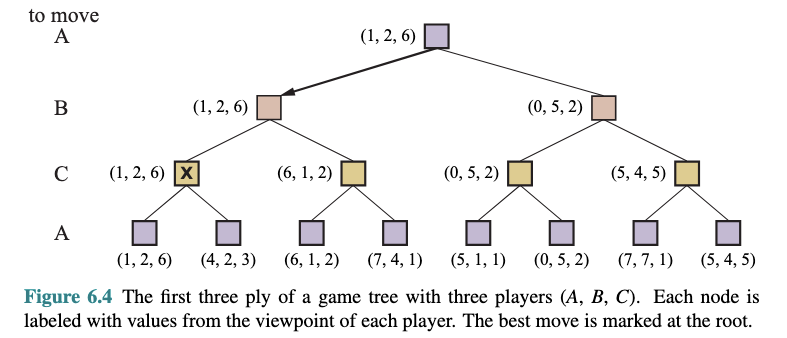 to move
A (1, 2, 6)
B (1, 2, 6) (0, 5, 2)
C (1, 2, 6) X (6, 1, 2) (0, 5, 2) (5, 4, 5)
A
(1, 2, 6) (4, 2, 3) (6, 1, 2) (7, 4, 1) (5, 1, 1) (0, 5, 2) (7, 7, 1) (5, 4, 5)
Figure 6.4 The first three ply of a game tree with three players (A, B, C). Each node is
labeled with values from the viewpoint of each player. The best move is marked at the root.